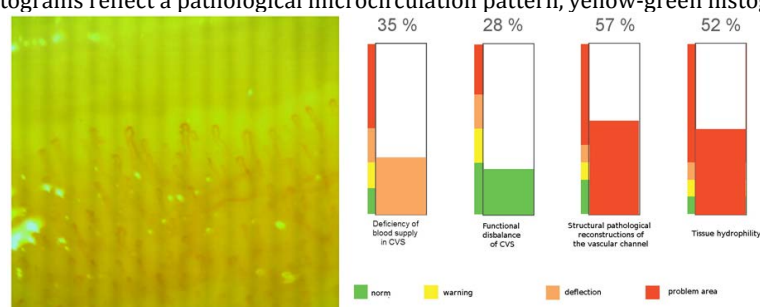 tograms reflect a pathological microcirculation pattern, yellow-green histog
35 %
28 %
57 %
52 %
Deficiency of
blood supply
in CVS
Functional
disbalance
of CVS
Structural pathological
reconstructions of
the vascular channel
Tissue hydrophility
norm
warning
deflection
problem area